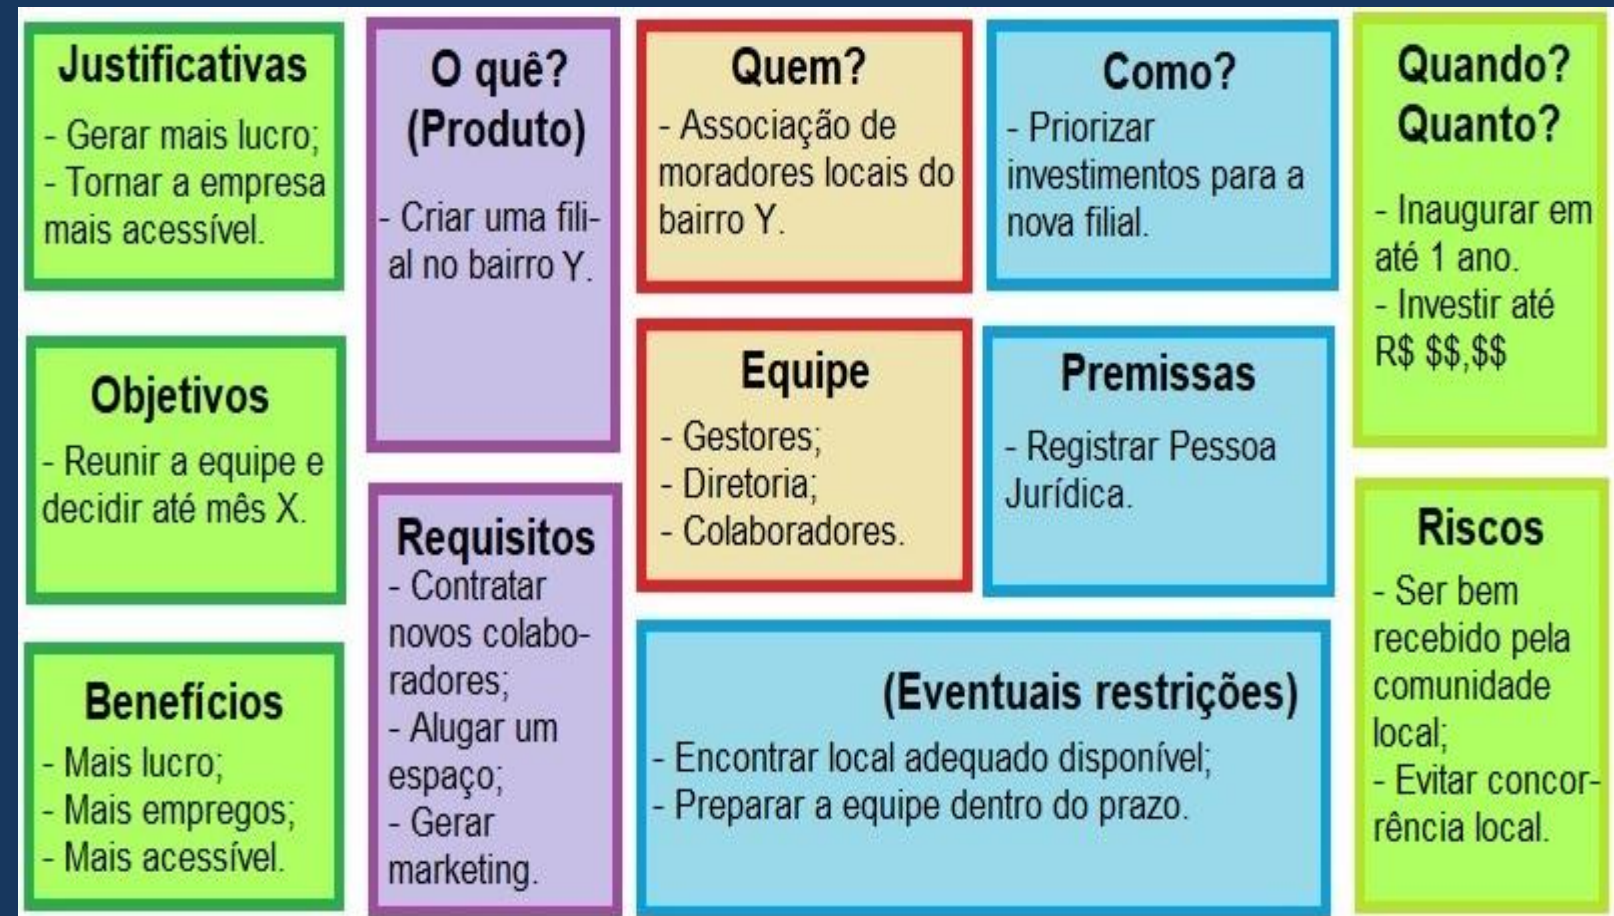 Justificativas
- Gerar mais lucro;
- Tornar a empresa
mais acessível.
Objetivos
- Reunir a equipe e
decidir até mês X.
Benefícios
- Mais lucro;
- Mais empregos;
- Mais acessível.
O quê?
(Produto)
- Criar uma fili-
al no bairro Y.
Requisitos
- Contratar
novos colabo-
radores;
- Alugar um
espaço;
- Gerar
marketing.
Quem?
- Associação de
moradores locais do
bairro Y.
Equipe
- Gestores;
- Diretoria;
- Colaboradores.
Como?
- Priorizar
investimentos para a
nova filial.
Premissas
- Registrar Pessoa
Jurídica.
(Eventuais restrições)
- Encontrar local adequado disponível;
- Preparar a equipe dentro do prazo.
Quando?
Quanto?
- Inaugurar em
até 1 ano.
- Investir até
R$ $$,$$
Riscos
- Ser bem
recebido pela
comunidade
local;
- Evitar concor-
rência local.